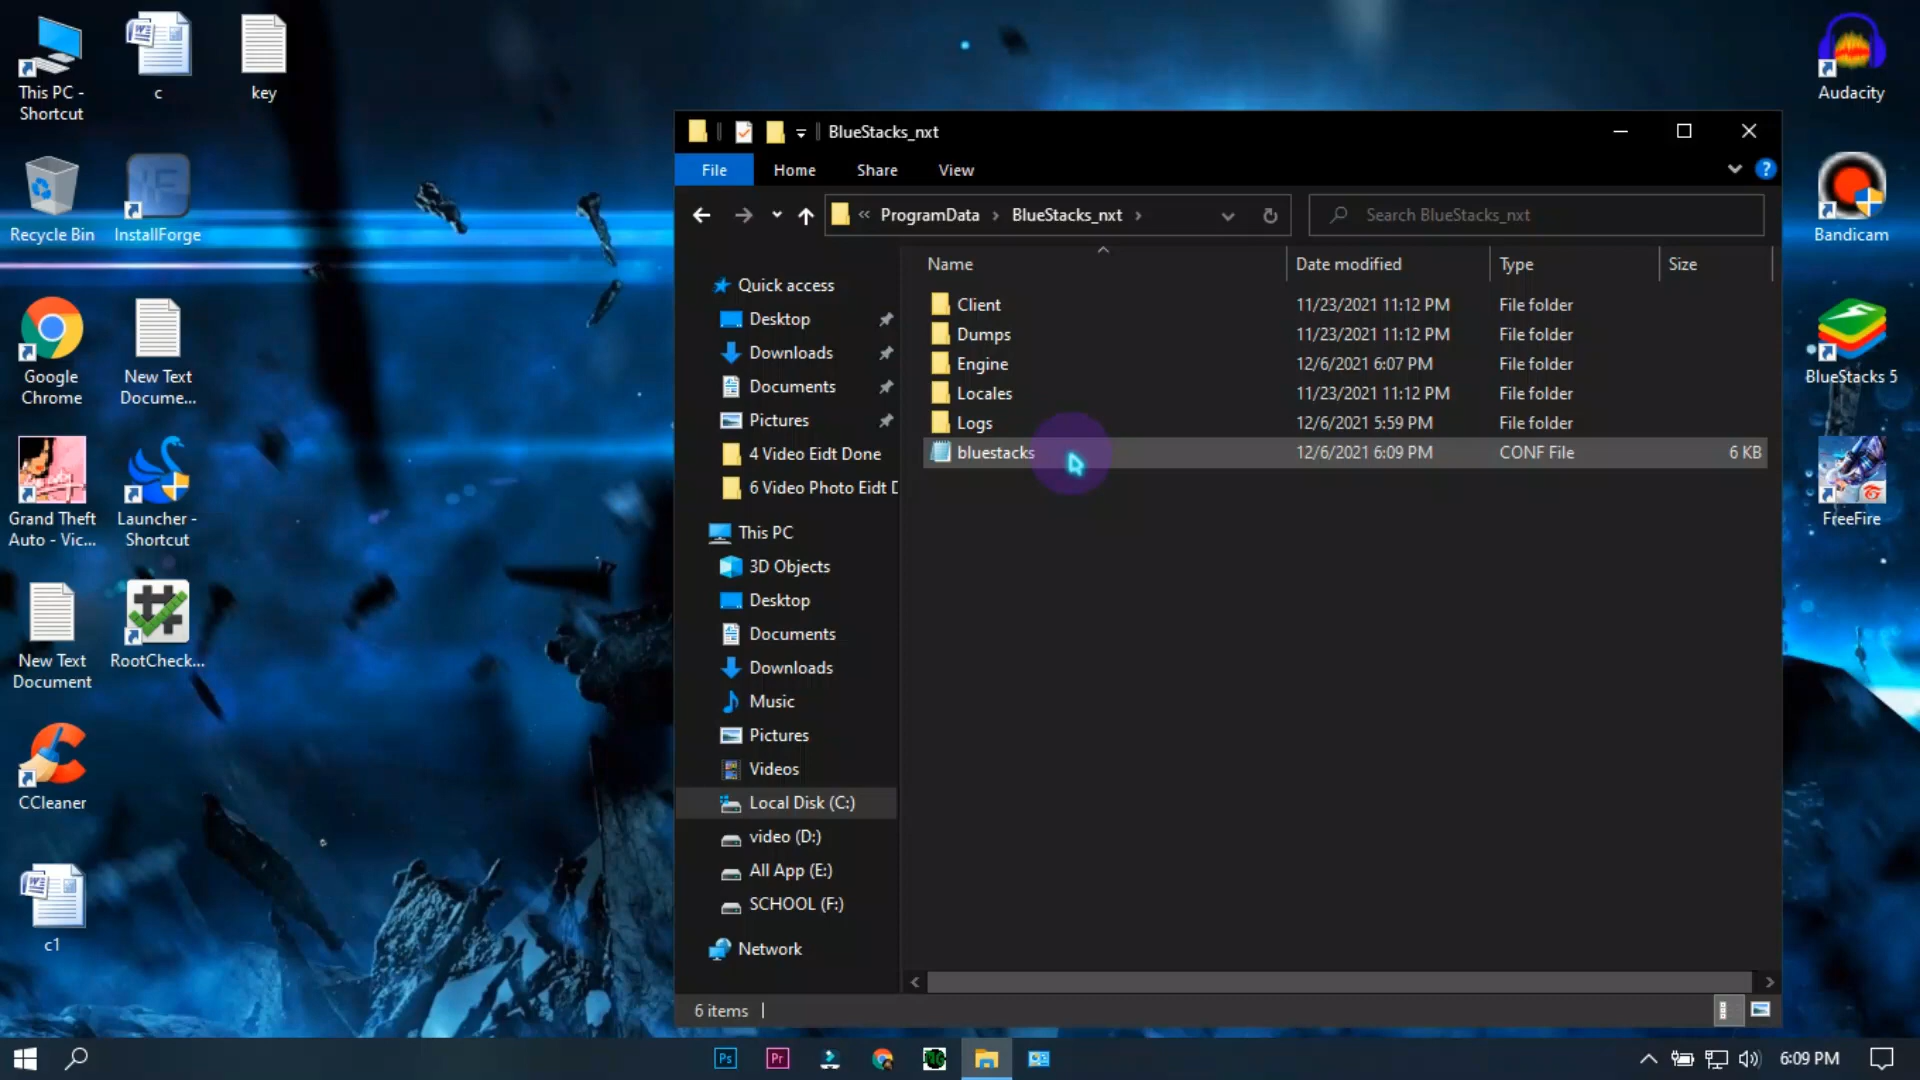 This PC -
Shortcut
c
key
Recycle Bin
InstallForge
Google
Chrome
New Text
Docume...
Grand Theft
Auto - Vic...
Launcher -
Shortcut
New Text
Document
RootCheck...
CCleaner
c1
BlueStacks_nxt
File
Home
Share
View
?
« ProgramData › BlueStacks_nxt ›
Search BlueStacks_nxt
Name
Date modified
Type
Size
Quick access
Desktop
Downloads
Documents
Pictures
4 Video Eidt Done
6 Video Photo Eidt D
This PC
3D Objects
Desktop
Documents
Downloads
Music
Pictures
Videos
Local Disk (C:)
video (D:)
All App (E:)
SCHOOL (F:)
Network
Client 11/23/2021 11:12 PM File folder
Dumps 11/23/2021 11:12 PM File folder
Engine 12/6/2021 6:07 PM File folder
Locales 11/23/2021 11:12 PM File folder
Logs 12/6/2021 5:59 PM File folder
bluestacks 12/6/2021 6:09 PM CONF File 6 KB
6 items
Audacity
Bandicam
BlueStacks 5
FreeFire
Ps
Pr
6:09 PM